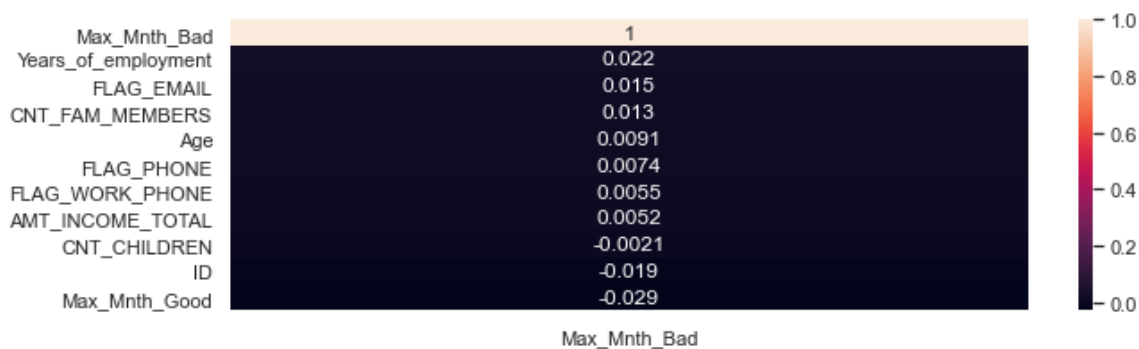 Max_Mnth_Bad 1
Years_of_employment 0.022
FLAG_EMAIL 0.015
CNT_FAM_MEMBERS 0.013
Age 0.0091
FLAG_PHONE 0.0074
FLAG_WORK_PHONE 0.0055
AMT_INCOME_TOTAL 0.0052
CNT_CHILDREN -0.0021
ID -0.019
Max_Mnth_Good -0.029
Max_Mnth_Bad
1.0
0.8
0.6
0.4
0.2
0.0